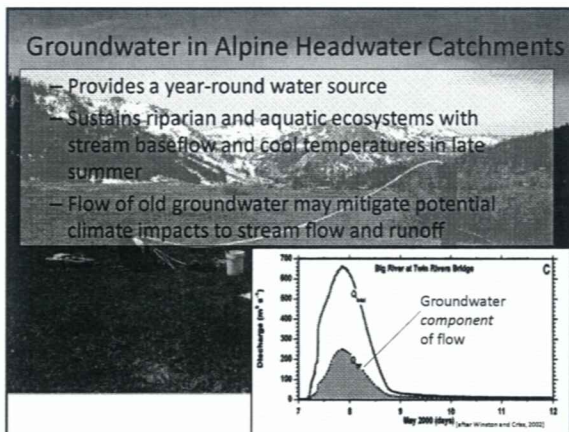 Groundwater in Alpine Headwater Catchments
– Provides a year-round water source
– Sustains riparian and aquatic ecosystems with
stream baseflow and cool temperatures in late
summer
– Flow of old groundwater may mitigate potential
climate impacts to stream flow and runoff
Big River at Twin Rivers Bridge
C
Discharge (m³ s⁻¹)
700
600
500
400
300
200
100
0
Groundwater
component
of flow
7
8
9
10
11
12
May 2000 (days)
[after Winston and Criss, 2002]